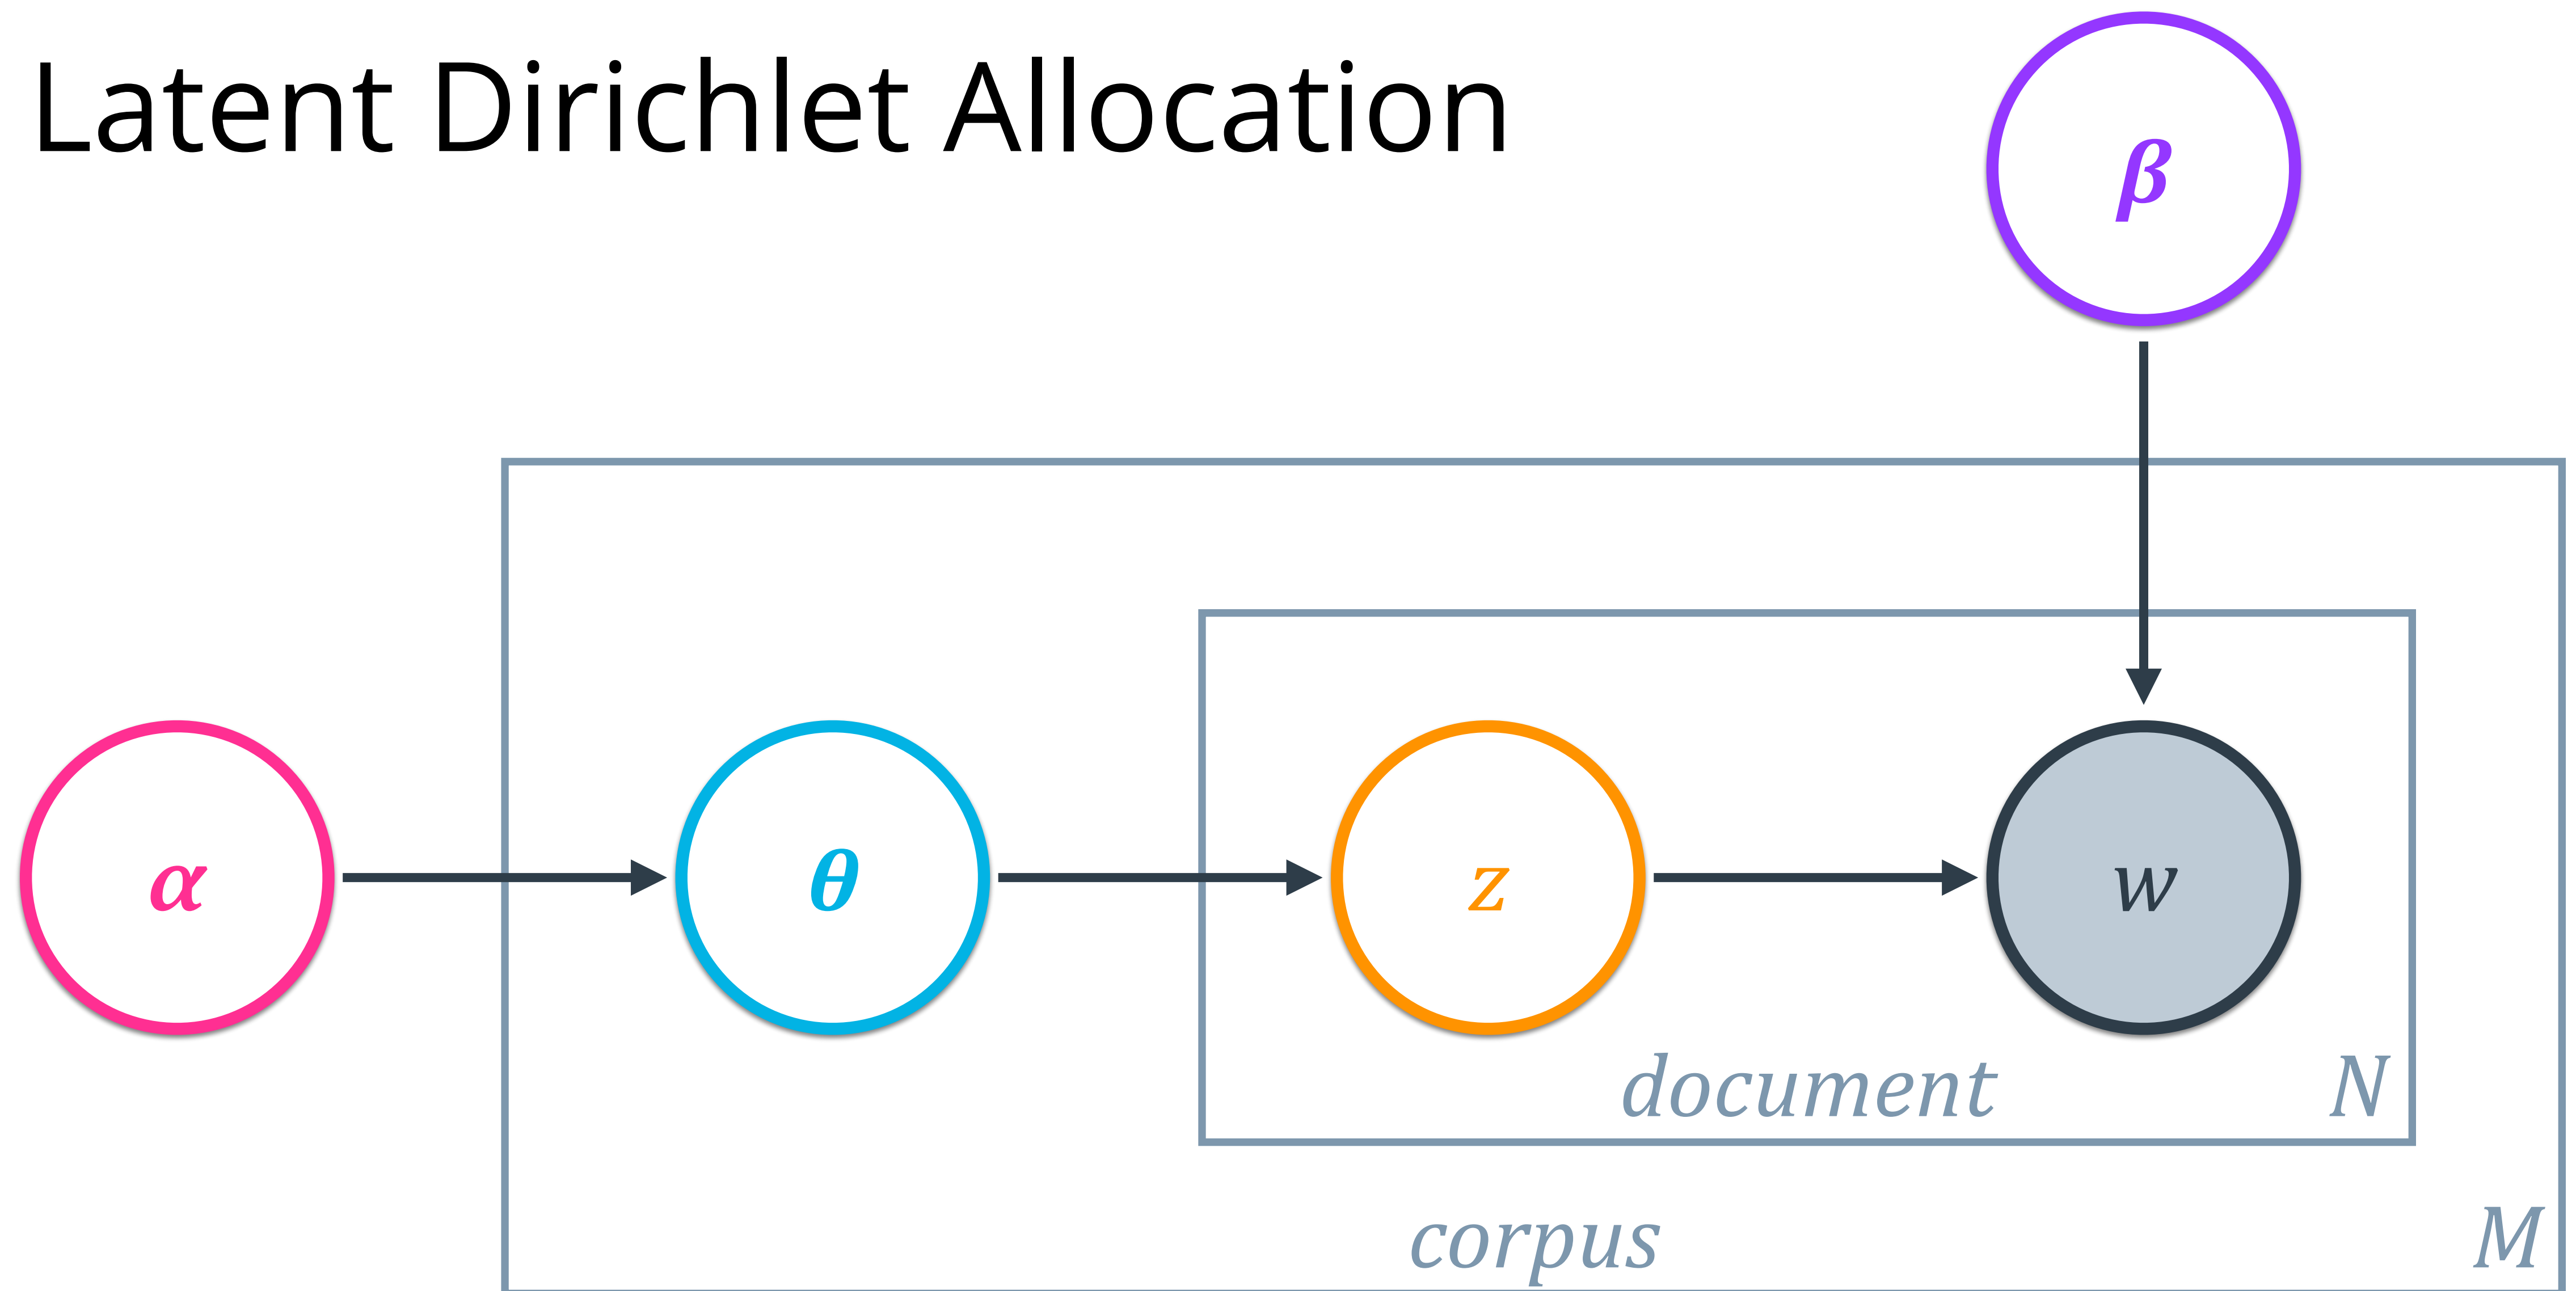 Latent Dirichlet Allocation
β
α
θ
z
w
document
N
corpus
M